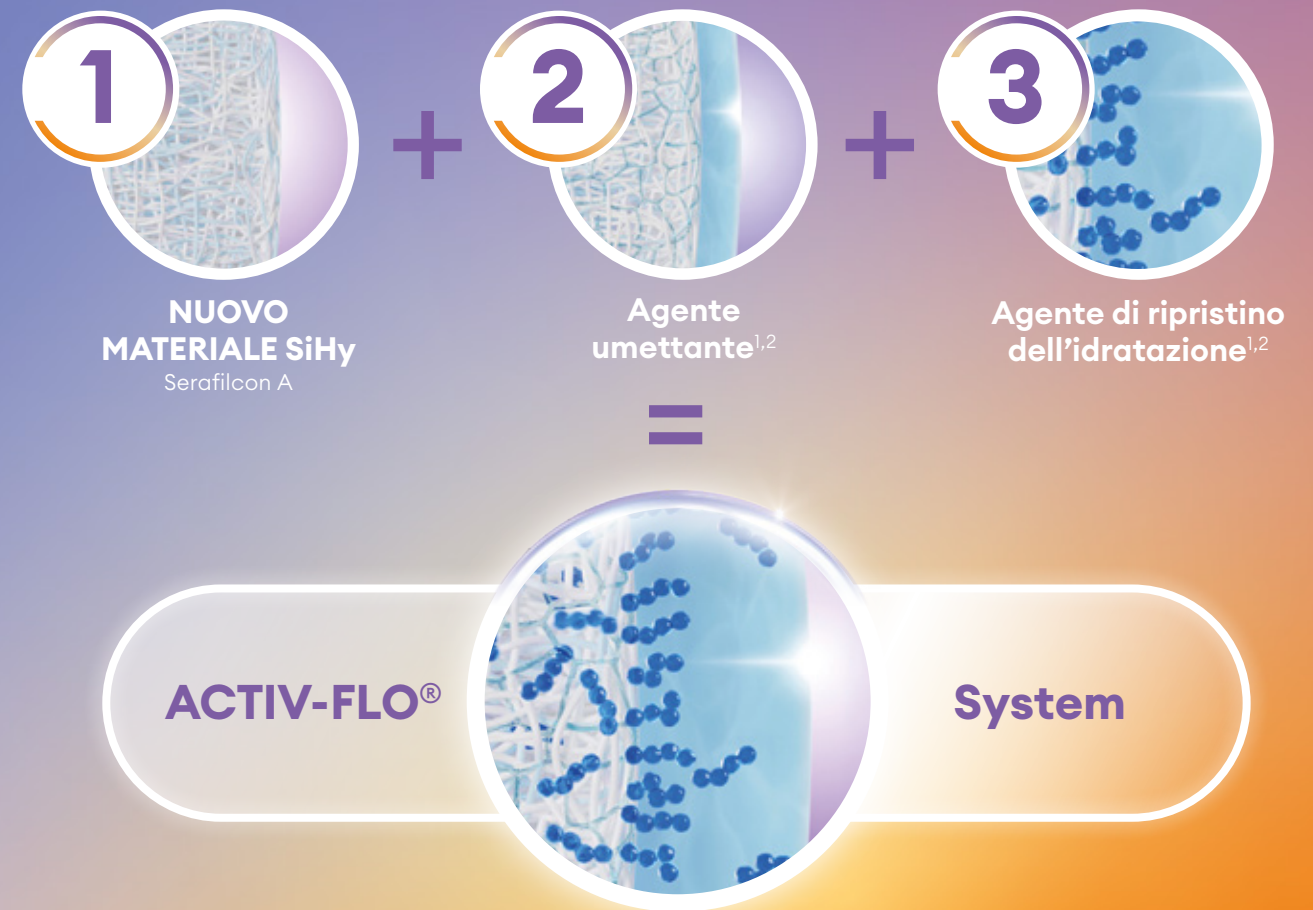 1
+
2
+
3
NUOVO
MATERIALE SiHy
Serafilcon A
Agente
umettante1,2
Agente di ripristino
dell’idratazione1,2
=
ACTIV-FLO®
System